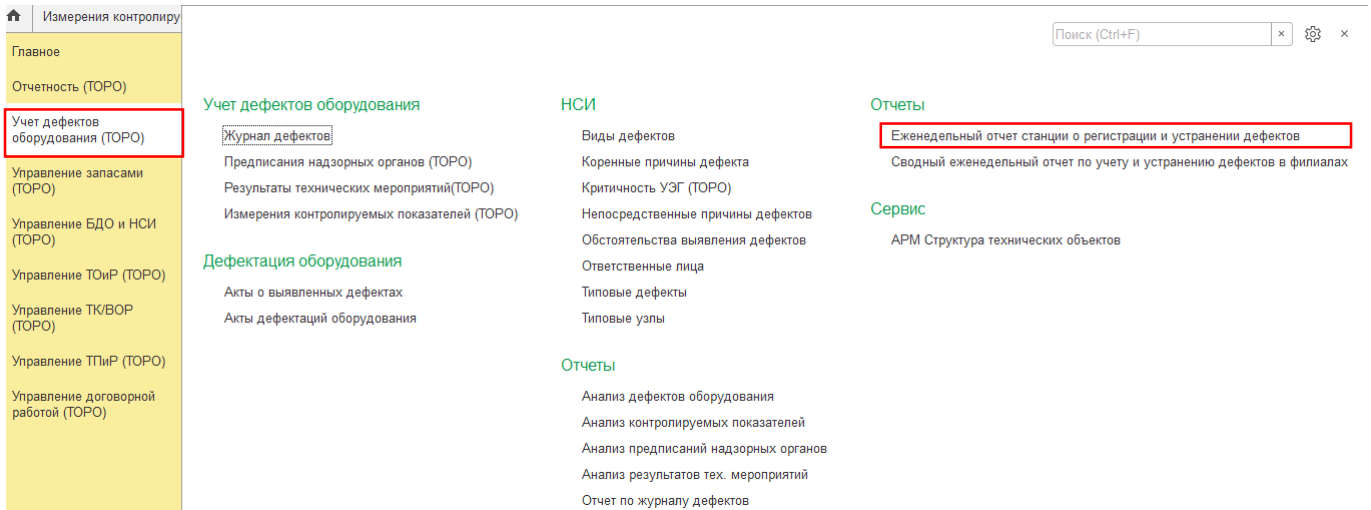 Измерения контролиру
Поиск (Ctrl+F)
Главное
Отчетность (ТОРО)
Учет дефектов
оборудования (ТОРО)
Управление запасами
(ТОРО)
Управление БДО и НСИ
(ТОРО)
Управление ТОиР (ТОРО)
Управление ТК/ВОР
(ТОРО)
Управление ТПиР (ТОРО)
Управление договорной
работой (ТОРО)
Учет дефектов оборудования
Журнал дефектов
Предписания надзорных органов (ТОРО)
Результаты технических мероприятий(ТОРО)
Измерения контролируемых показателей (ТОРО)
Дефектация оборудования
Акты о выявленных дефектах
Акты дефектаций оборудования
НСИ
Виды дефектов
Коренные причины дефекта
Критичность УЭГ (ТОРО)
Непосредственные причины дефектов
Обстоятельства выявления дефектов
Ответственные лица
Типовые дефекты
Типовые узлы
Отчеты
Анализ дефектов оборудования
Анализ контролируемых показателей
Анализ предписаний надзорных органов
Анализ результатов тех. мероприятий
Отчет по журналу дефектов
Отчеты
Еженедельный отчет станции о регистрации и устранении дефектов
Сводный еженедельный отчет по учету и устранению дефектов в филиалах
Сервис
АРМ Структура технических объектов